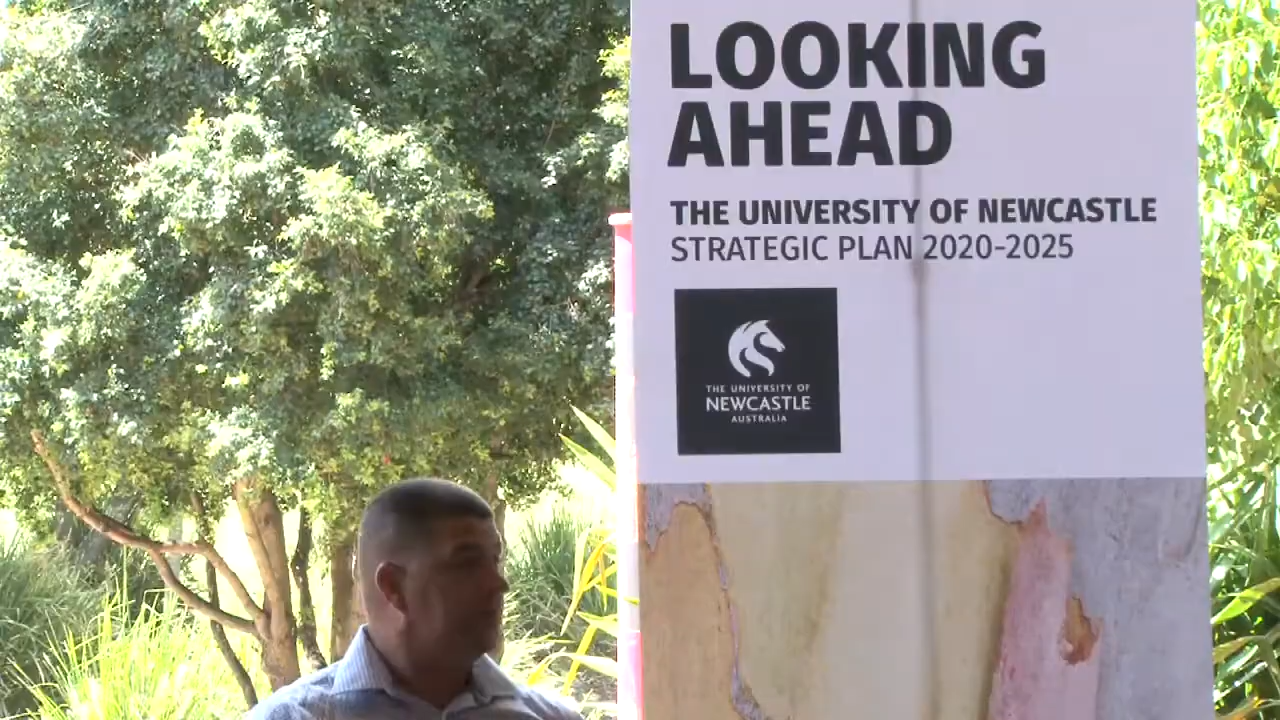 LOOKING
AHEAD
THE UNIVERSITY OF NEWCASTLE
STRATEGIC PLAN 2020-2025
THE UNIVERSITY OF
NEWCASTLE
AUSTRALIA